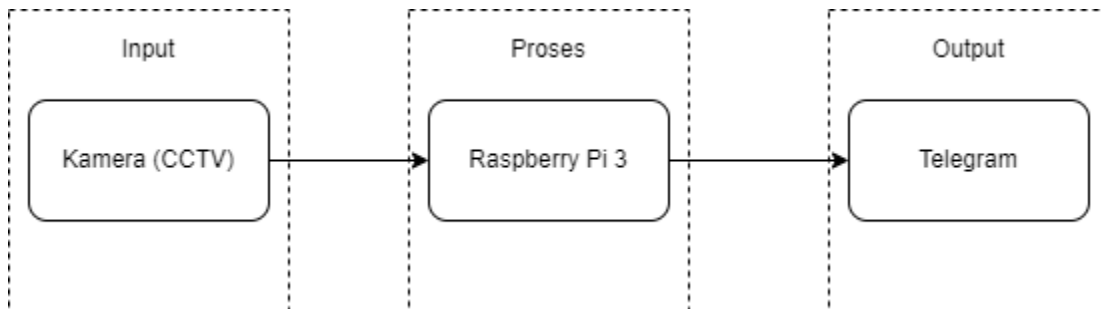 Input
Kamera (CCTV)
Proses
Raspberry Pi 3
Output
Telegram